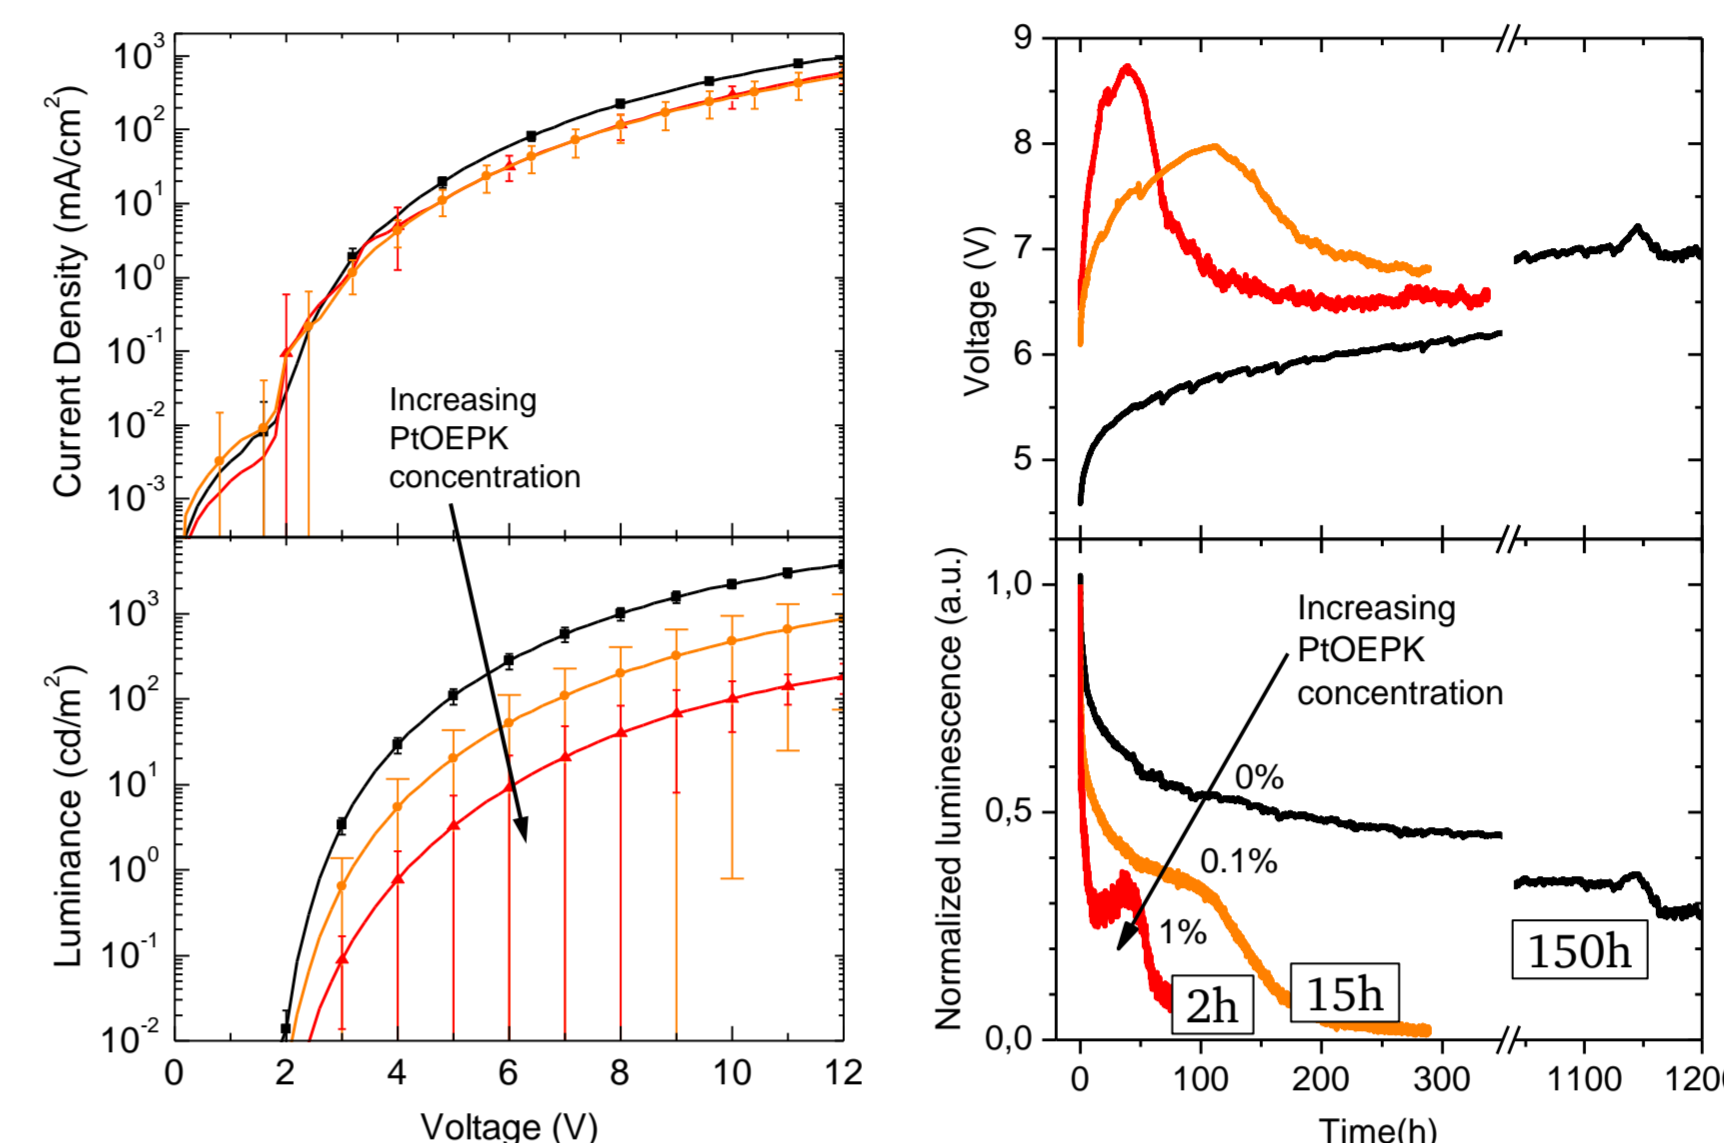 10^3
10^2
10^1
10^0
10^-1
10^-2
10^-3
Current Density (mA/cm^2)
Increasing
PtOEPK
concentration
10^3
10^2
10^1
10^0
10^-1
10^-2
Luminance (cd/m^2)
0 2 4 6 8 10 12
Voltage (V)
9
8
7
6
5
Voltage (V)
1,0
0,5
0,0
Normalized luminescence (a.u.)
Increasing
PtOEPK
concentration
0%
0.1%
1%
2h
15h
150h
0 100 200 300 1100 120
Time(h)